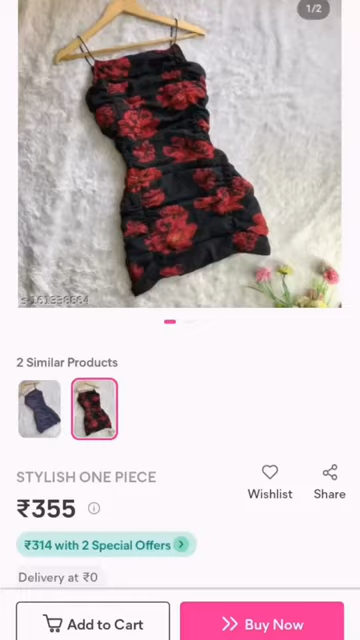 1/2
s-161338664
2 Similar Products
STYLISH ONE PIECE
₹355
Wishlist
Share
₹314 with 2 Special Offers
Delivery at ₹0
Add to Cart
Buy Now